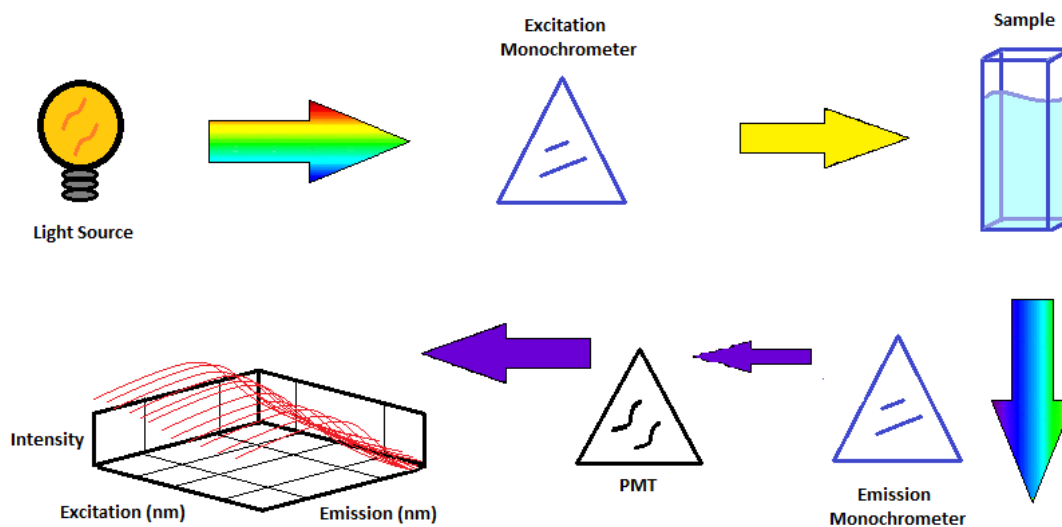 Excitation
Monochrometer
Sample
Light Source
Intensity
Excitation (nm)
Emission (nm)
PMT
Emission
Monochrometer